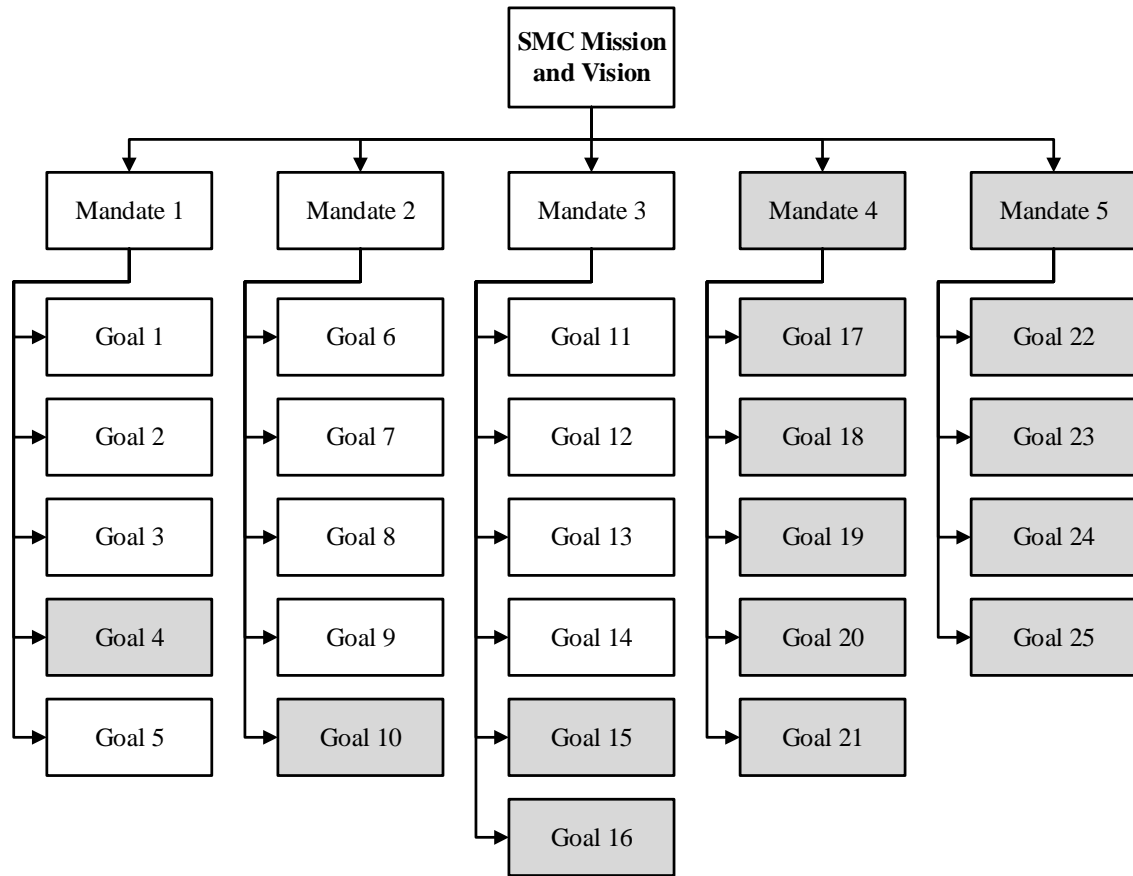 SMC Mission
and Vision
Mandate 1
Mandate 2
Mandate 3
Mandate 4
Mandate 5
Goal 1
Goal 6
Goal 11
Goal 17
Goal 22
Goal 2
Goal 7
Goal 12
Goal 18
Goal 23
Goal 3
Goal 8
Goal 13
Goal 19
Goal 24
Goal 4
Goal 9
Goal 14
Goal 20
Goal 25
Goal 5
Goal 10
Goal 15
Goal 21
Goal 16